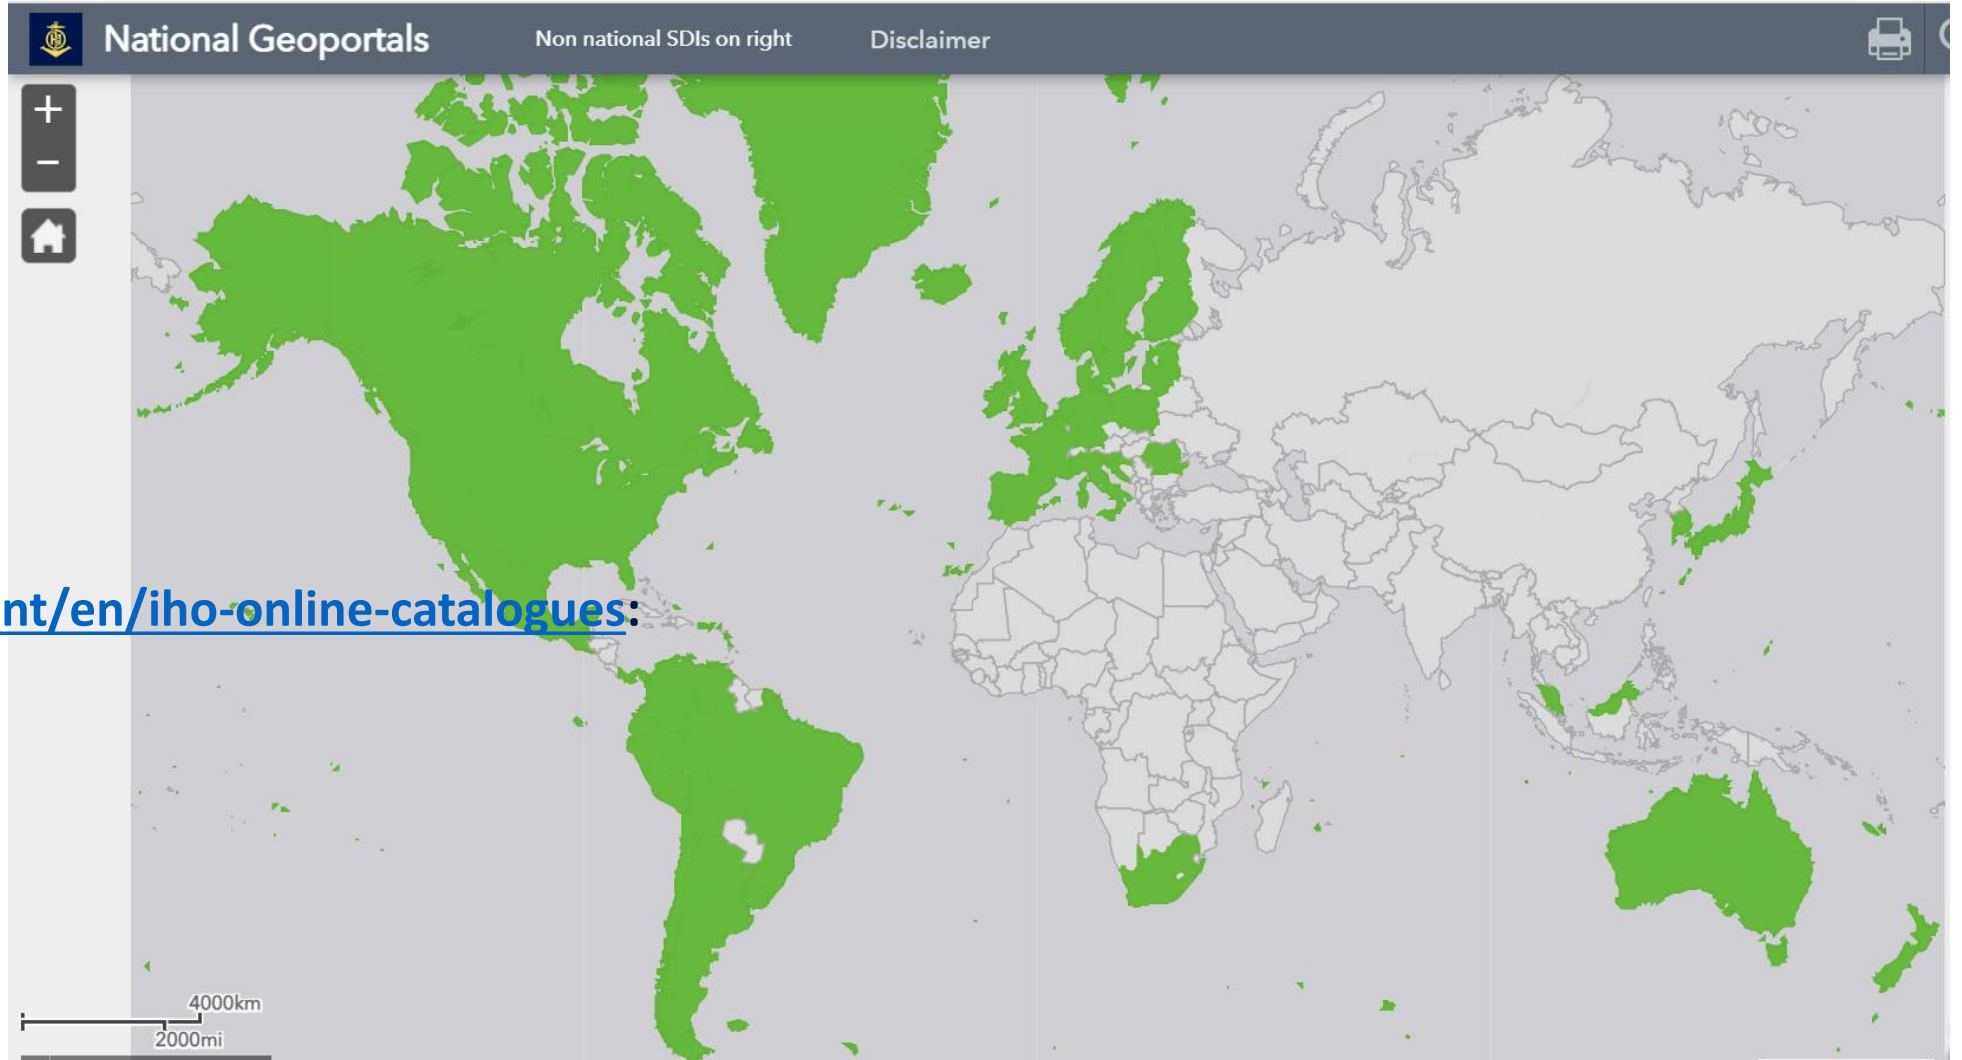 National Geoportals
Non national SDIs on right
Disclaimer
+
−
nt/en/iho-online-catalogues:
4000km
2000mi